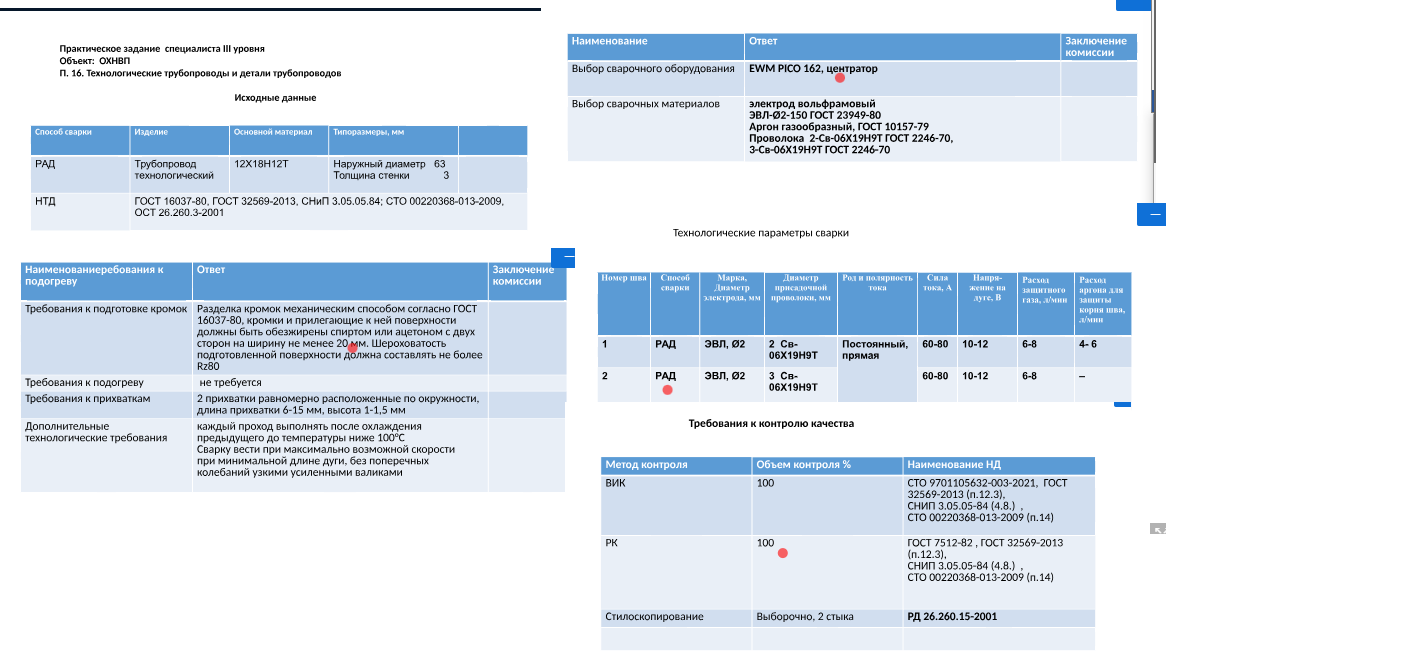 Практическое задание специалиста III уровня
Объект: ОХНВП
П. 16. Технологические трубопроводы и детали трубопроводов
Исходные данные
Способ сварки Изделие Основной материал Типоразмеры, мм
РАД Трубопровод технологический 12Х18Н12Т Наружный диаметр 63
Толщина стенки 3
НТД ГОСТ 16037-80, ГОСТ 32569-2013, СНиП 3.05.05.84; СТО 00220368-013-2009,
ОСТ 26.260.3-2001
Наименованиеребования к подогреву Ответ Заключение комиссии
Требования к подготовке кромок Разделка кромок механическим способом согласно ГОСТ
16037-80, кромки и прилегающие к ней поверхности
должны быть обезжирены спиртом или ацетоном с двух
сторон на ширину не менее 20 мм. Шероховатость
подготовленной поверхности должна составлять не более
Rz80
Требования к подогреву не требуется
Требования к прихваткам 2 прихватки равномерно расположенные по окружности,
длина прихватки 6-15 мм, высота 1-1,5 мм
Дополнительные технологические требования каждый проход выполнять после охлаждения
предыдущего до температуры ниже 100°С
Сварку вести при максимально возможной скорости
при минимальной длине дуги, без поперечных
колебаний узкими усиленными валиками
Наименование Ответ Заключение комиссии
Выбор сварочного оборудования EWM PICO 162, центратор
Выбор сварочных материалов электрод вольфрамовый
ЭВЛ-Ø2-150 ГОСТ 23949-80
Аргон газообразный, ГОСТ 10157-79
Проволока 2-Св-06Х19Н9Т ГОСТ 2246-70,
3-Св-06Х19Н9Т ГОСТ 2246-70
Технологические параметры сварки
Номер шва Способ сварки Марка, Диаметр электрода, мм Диаметр присадочной проволоки, мм Род и полярность тока Сила тока, А Напря-жение на дуге, В Расход защитного газа, л/мин Расход аргона для защиты корня шва, л/мин
1 РАД ЭВЛ, Ø2 2 Св-06Х19Н9Т Постоянный, прямая 60-80 10-12 6-8 4- 6
2 РАД ЭВЛ, Ø2 3 Св-06Х19Н9Т 60-80 10-12 6-8 –
Требования к контролю качества
Метод контроля Объем контроля % Наименование НД
ВИК 100 СТО 9701105632-003-2021, ГОСТ
32569-2013 (п.12.3),
СНИП 3.05.05-84 (4.8.) ,
СТО 00220368-013-2009 (п.14)
РК 100 ГОСТ 7512-82 , ГОСТ 32569-2013
(п.12.3),
СНИП 3.05.05-84 (4.8.) ,
СТО 00220368-013-2009 (п.14)
Стилоскопирование Выборочно, 2 стыка РД 26.260.15-2001